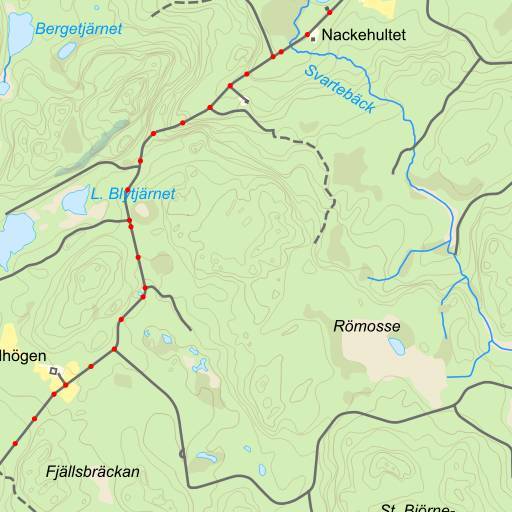 Bergetjärnet
Nackehultet
Svartebäck
L. Blytjärnet
Römosse
lhögen
Fjällsbräckan
St. Björne-